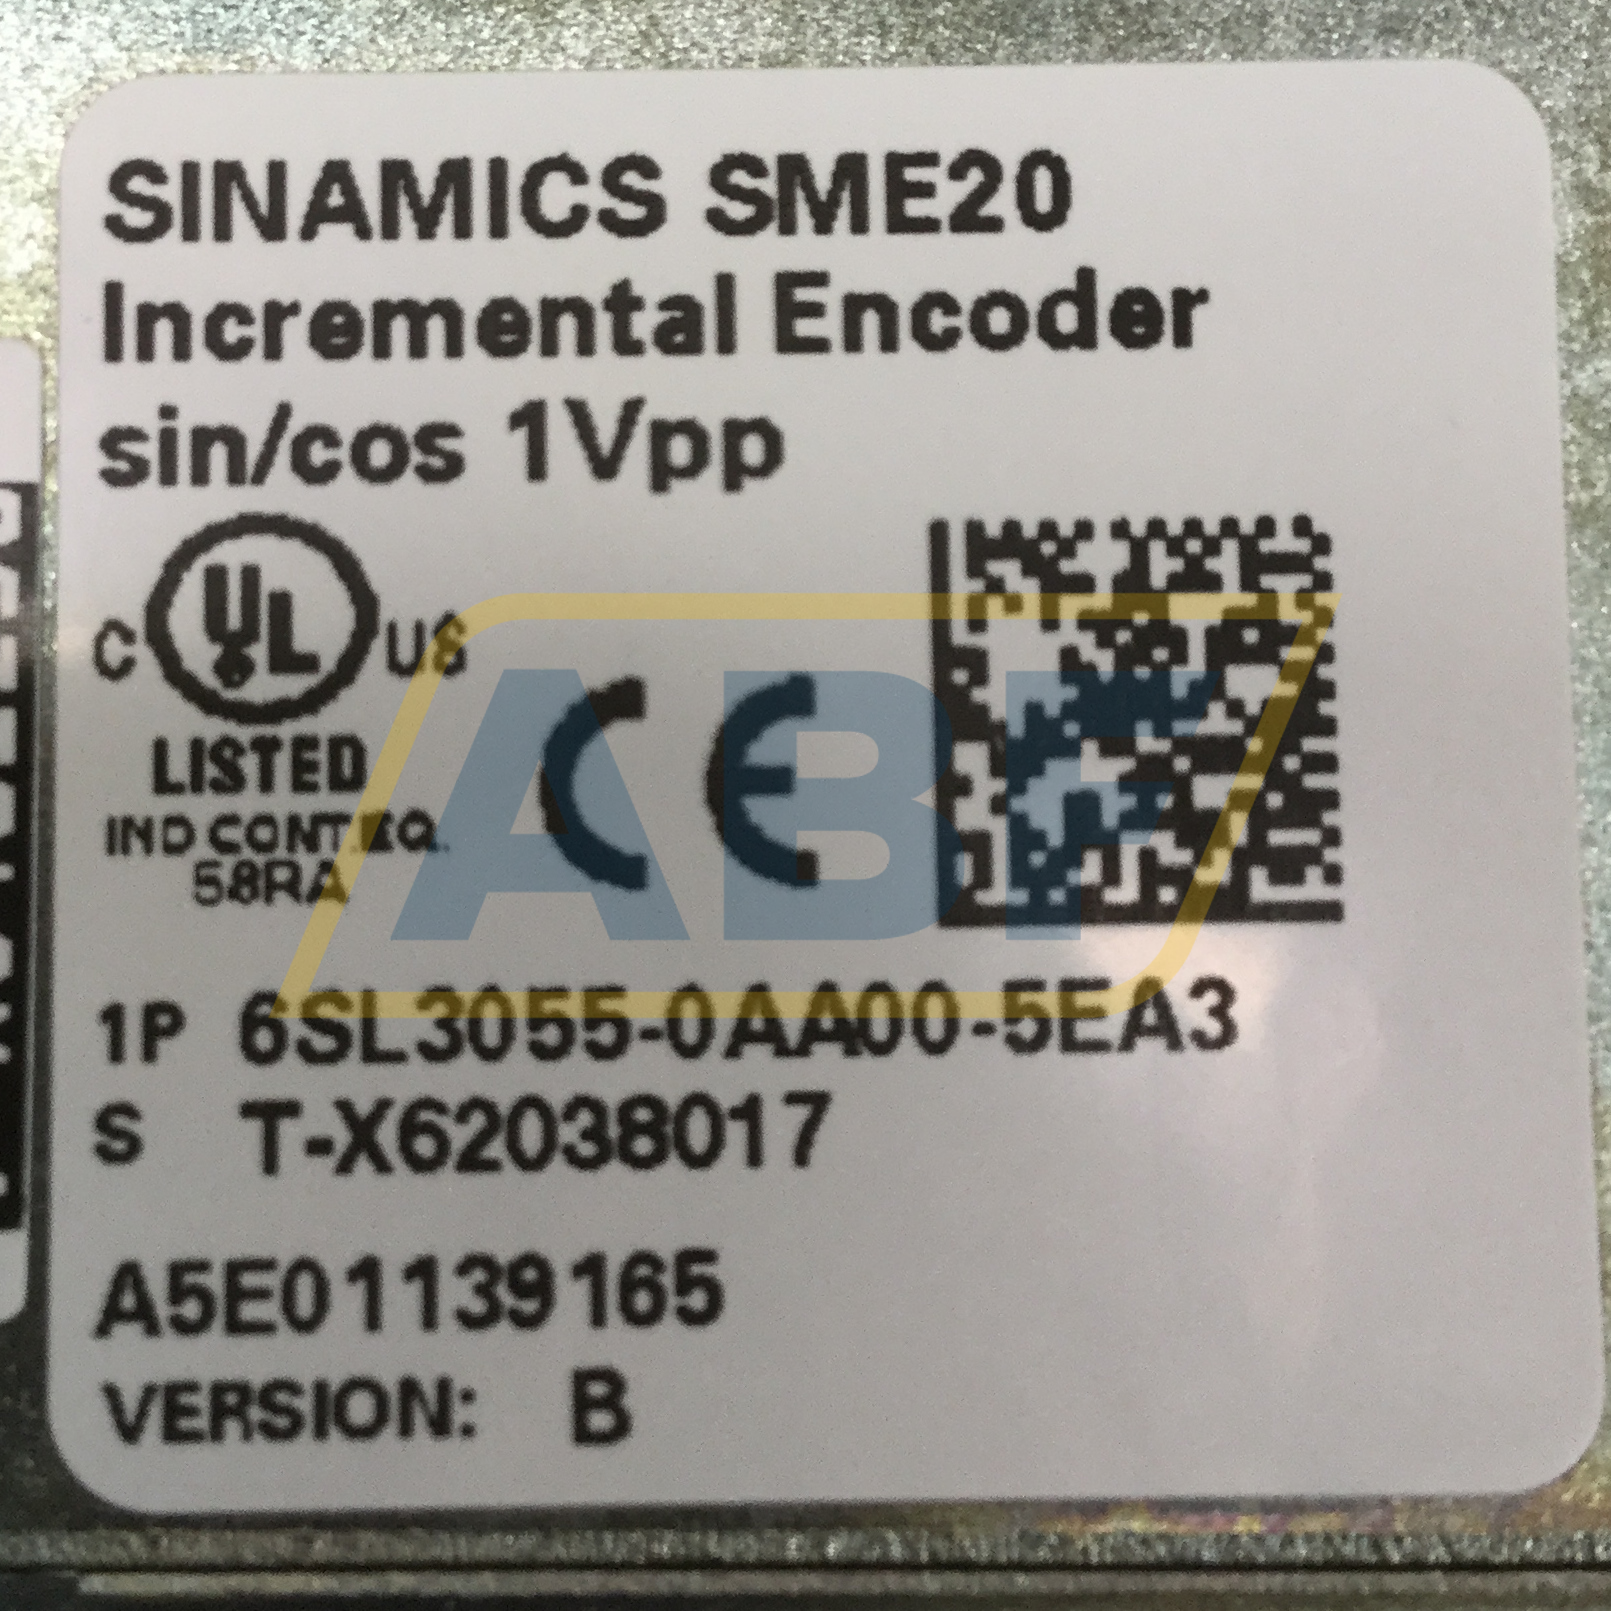 SINAMICS SME20
Incremental Encoder
sin/cos 1Vpp
C UL US
LISTED
IND CONT.EQ.
58RA
CE
ABF
1P 6SL3055-0AA00-5EA3
S T-X62038017
A5E01139165
VERSION: B